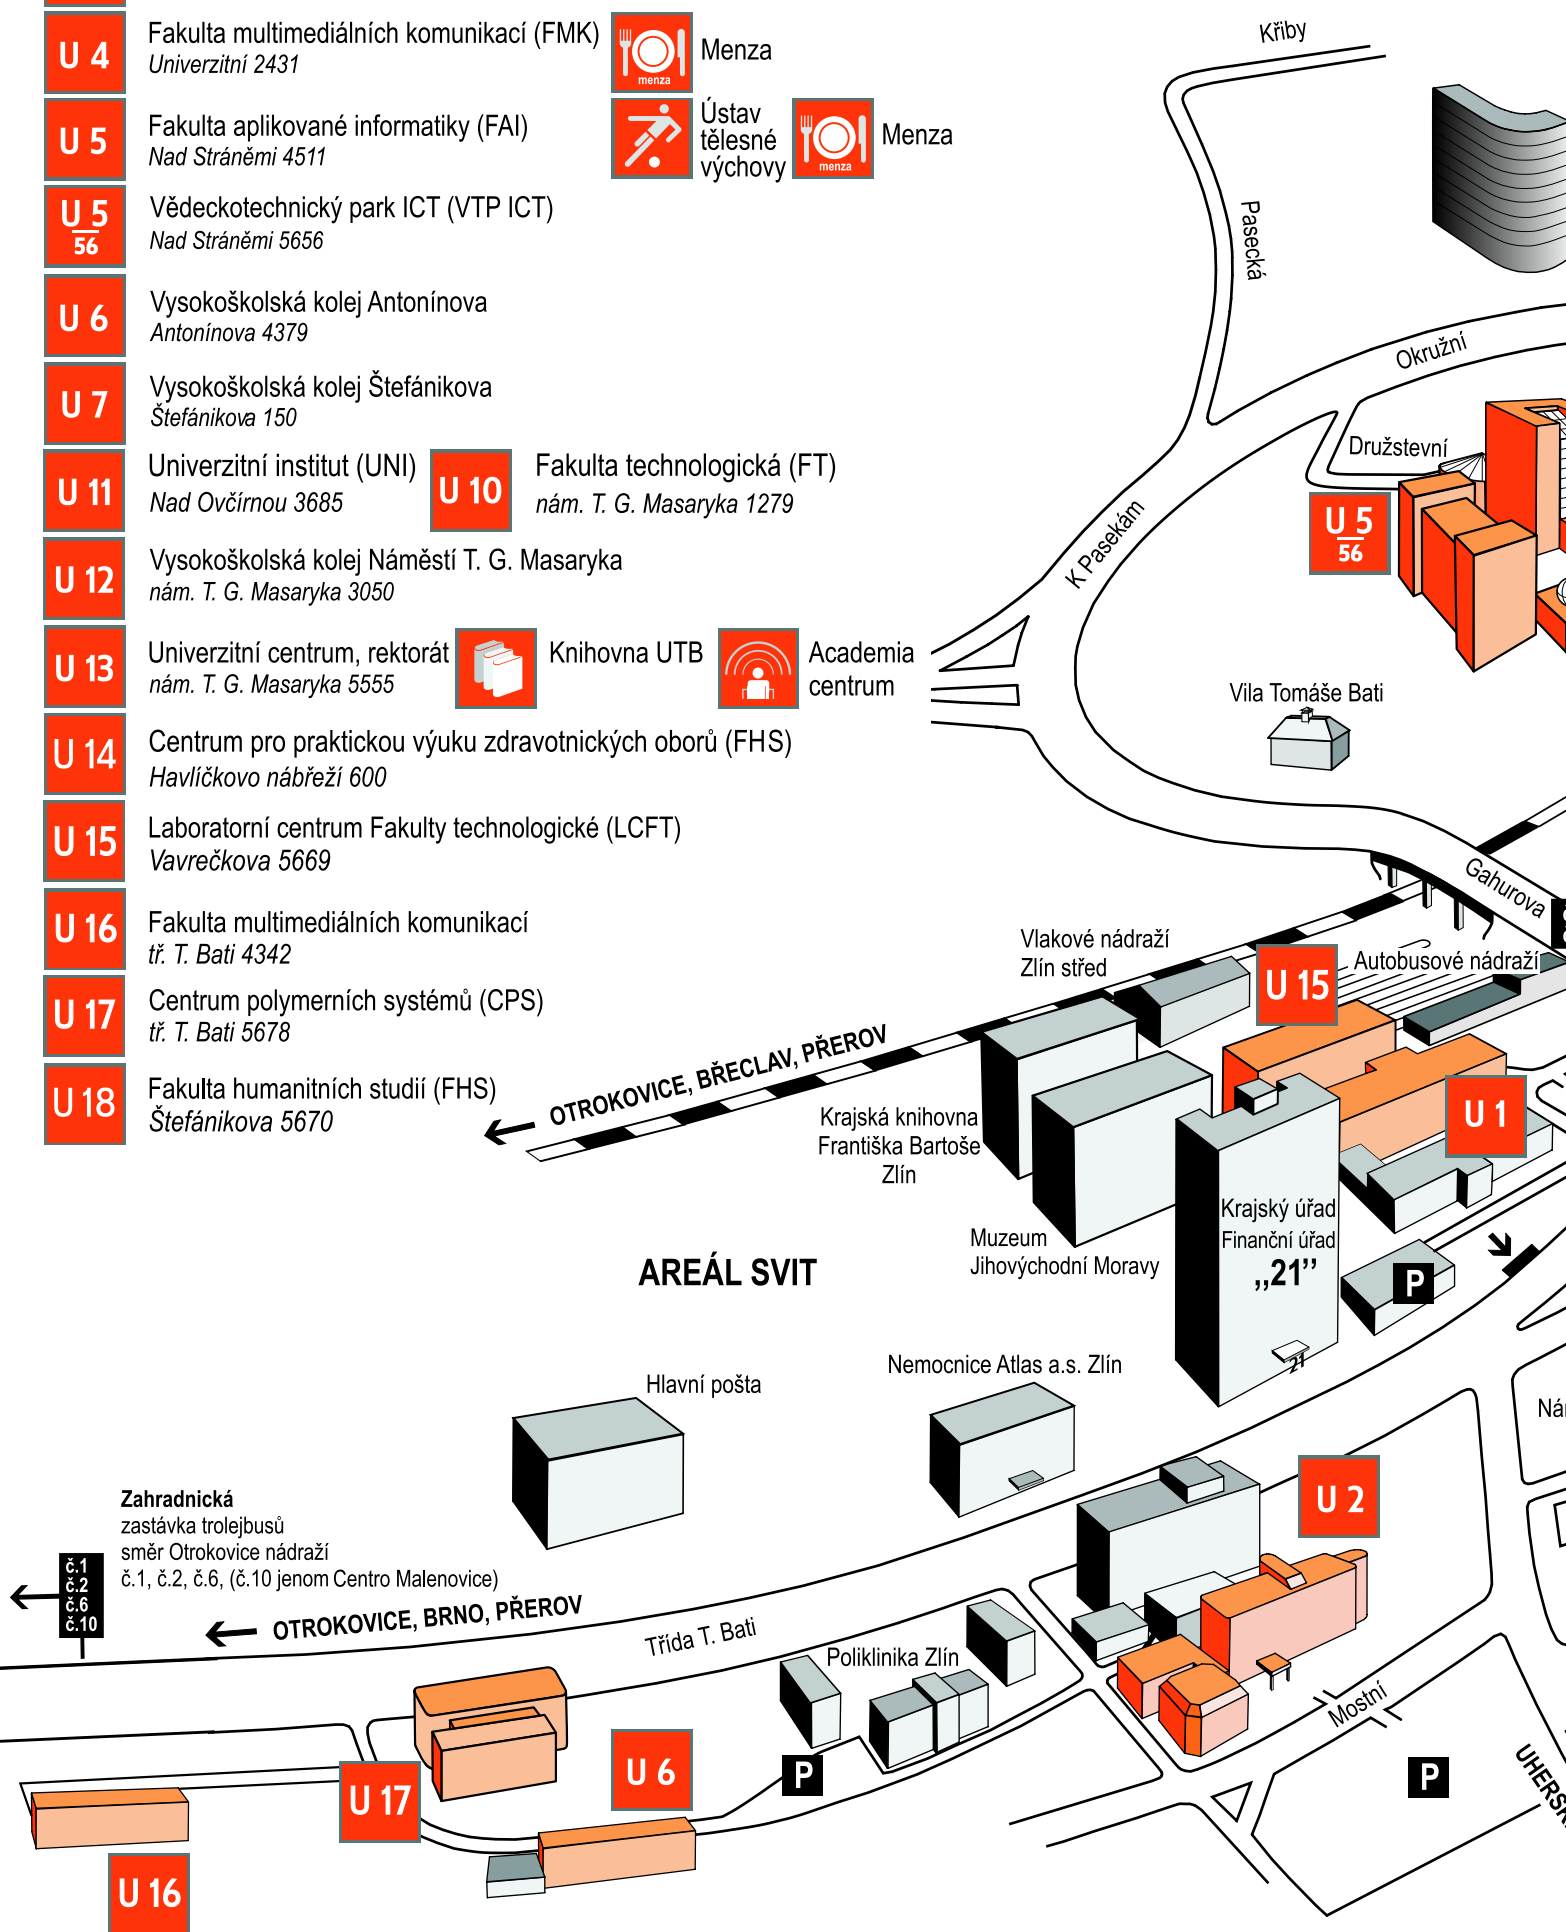 U 4
Fakulta multimediálních komunikací (FMK)
Univerzitní 2431
menza
Menza
U 5
Fakulta aplikované informatiky (FAI)
Nad Stráněmi 4511
Ústav
tělesné
výchovy
menza
Menza
U 5
56
Vědeckotechnický park ICT (VTP ICT)
Nad Stráněmi 5656
U 6
Vysokoškolská kolej Antonínova
Antonínova 4379
U 7
Vysokoškolská kolej Štefánikova
Štefánikova 150
U 11
Univerzitní institut (UNI)
Nad Ovčírnou 3685
U 10
Fakulta technologická (FT)
nám. T. G. Masaryka 1279
U 12
Vysokoškolská kolej Náměstí T. G. Masaryka
nám. T. G. Masaryka 3050
U 13
Univerzitní centrum, rektorát
nám. T. G. Masaryka 5555
Knihovna UTB
Academia
centrum
U 14
Centrum pro praktickou výuku zdravotnických oborů (FHS)
Havlíčkovo nábřeží 600
U 15
Laboratorní centrum Fakulty technologické (LCFT)
Vavrečkova 5669
U 16
Fakulta multimediálních komunikací
tř. T. Bati 4342
U 17
Centrum polymerních systémů (CPS)
tř. T. Bati 5678
U 18
Fakulta humanitních studií (FHS)
Štefánikova 5670
Křiby
Pasecká
Okružní
Družstevní
U 5
56
K Pasekám
Vila Tomáše Bati
Gahurova
Vlakové nádraží
Zlín střed
U 15
Autobusové nádraží
OTROKOVICE, BŘECLAV, PŘEROV
Krajská knihovna
Františka Bartoše
Zlín
U 1
Muzeum
Jihovýchodní Moravy
Krajský úřad
Finanční úřad
„21”
21
P
AREÁL SVIT
Hlavní pošta
Nemocnice Atlas a.s. Zlín
Nám
U 2
Zahradnická
zastávka trolejbusů
směr Otrokovice nádraží
č.1, č.2, č.6, (č.10 jenom Centro Malenovice)
č.1
č.2
č.6
č.10
OTROKOVICE, BRNO, PŘEROV
Třída T. Bati
Poliklinika Zlín
Mostní
P
P
UHERSK
U 17
U 6
U 16